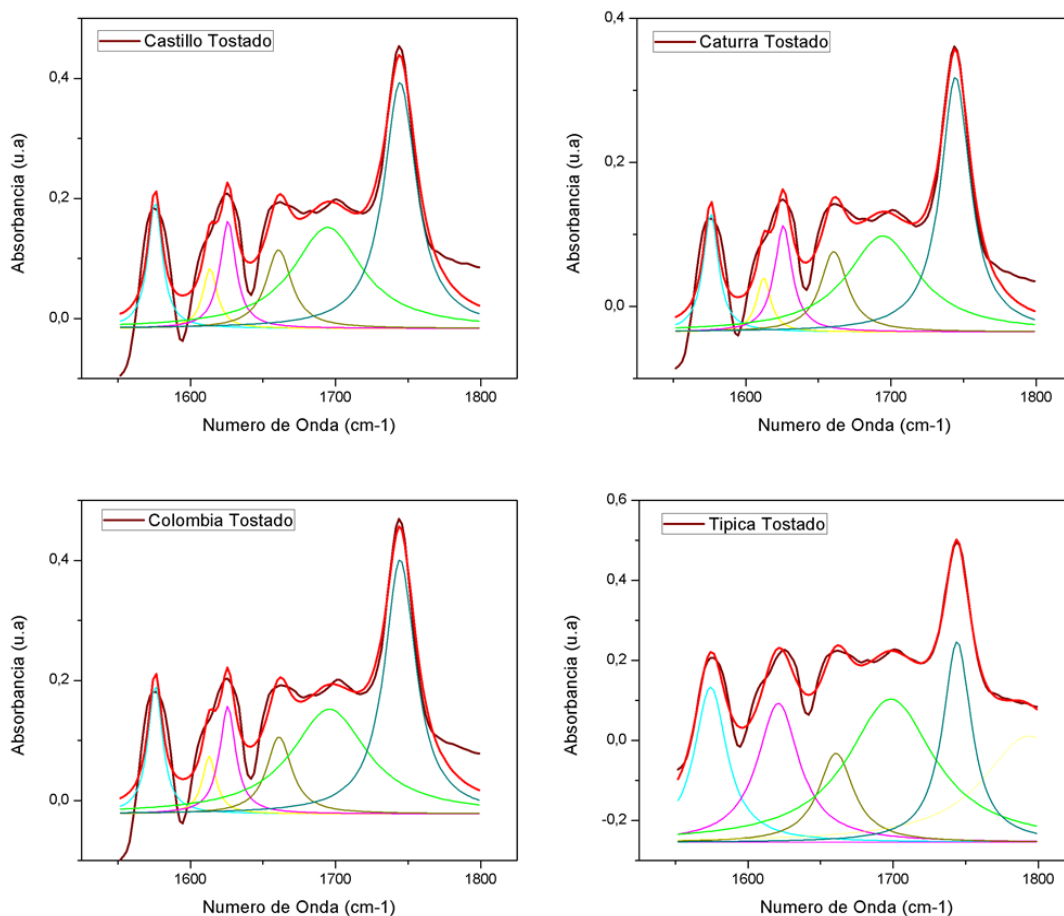 Castillo Tostado
0,4
0,2
0,0
Absorbancia (u.a)
1600 1700 1800
Numero de Onda (cm-1)
Caturra Tostado
0,4
0,2
0,0
Absorbancia (u.a)
1600 1700 1800
Numero de Onda (cm-1)
Colombia Tostado
0,4
0,2
0,0
Absorbancia (u.a)
1600 1700 1800
Numero de Onda (cm-1)
Tipica Tostado
0,6
0,4
0,2
0,0
-0,2
Absorbancia (u.a)
1600 1700 1800
Numero de Onda (cm-1)